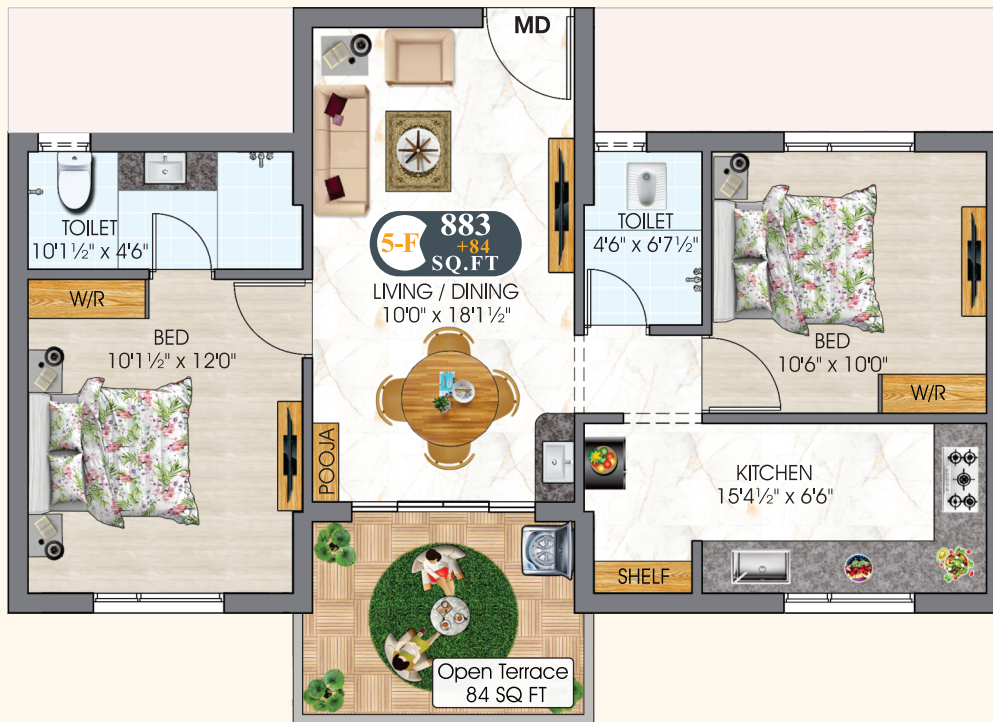 MD
TOILET
10'1½" x 4'6"
5-F
883
+84
SQ.FT
TOILET
4'6" x 6'7½"
W/R
LIVING / DINING
10'0" x 18'1½"
BED
10'1½" x 12'0"
BED
10'6" x 10'0"
W/R
POOJA
KITCHEN
15'4½" x 6'6"
SHELF
Open Terrace
84 SQ FT